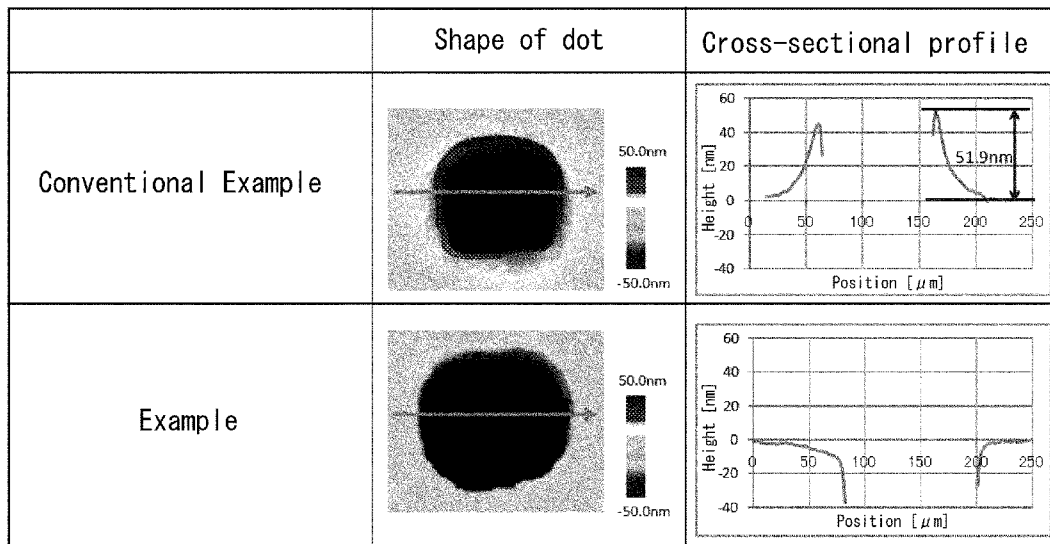 Shape of dot
Cross-sectional profile
Conventional Example
50.0nm
-50.0nm
Height [nm]
60
40
20
0
-20
-40
0 50 100 150 200 250
51.9nm
Position [μm]
Example
50.0nm
-50.0nm
Height [nm]
60
40
20
0
-20
-40
0 50 100 150 200 250
Position [μm]